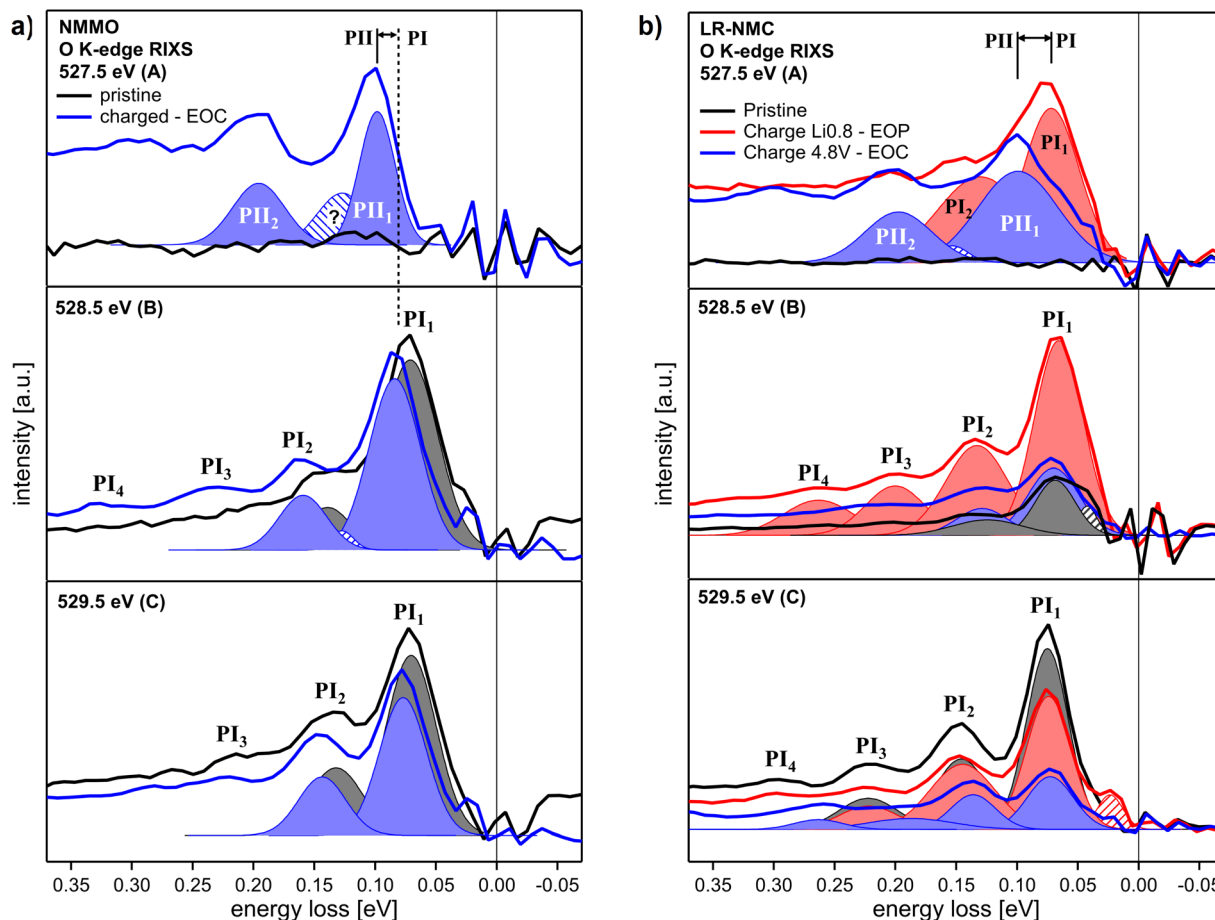 a)
NMMO
O K-edge RIXS
527.5 eV (A)
pristine
charged - EOC
PII PI
PII₂
?
PII₁
528.5 eV (B)
PI₁
PI₂
PI₃
PI₄
529.5 eV (C)
PI₁
PI₂
PI₃
intensity [a.u.]
0.35 0.30 0.25 0.20 0.15 0.10 0.05 0.00 -0.05
energy loss [eV]
b)
LR-NMC
O K-edge RIXS
527.5 eV (A)
Pristine
Charge Li0.8 - EOP
Charge 4.8V - EOC
PII PI
PI₁
PI₂
PII₂
PII₁
528.5 eV (B)
PI₁
PI₂
PI₃
PI₄
529.5 eV (C)
PI₁
PI₂
PI₃
PI₄
intensity [a.u.]
0.35 0.30 0.25 0.20 0.15 0.10 0.05 0.00 -0.05
energy loss [eV]